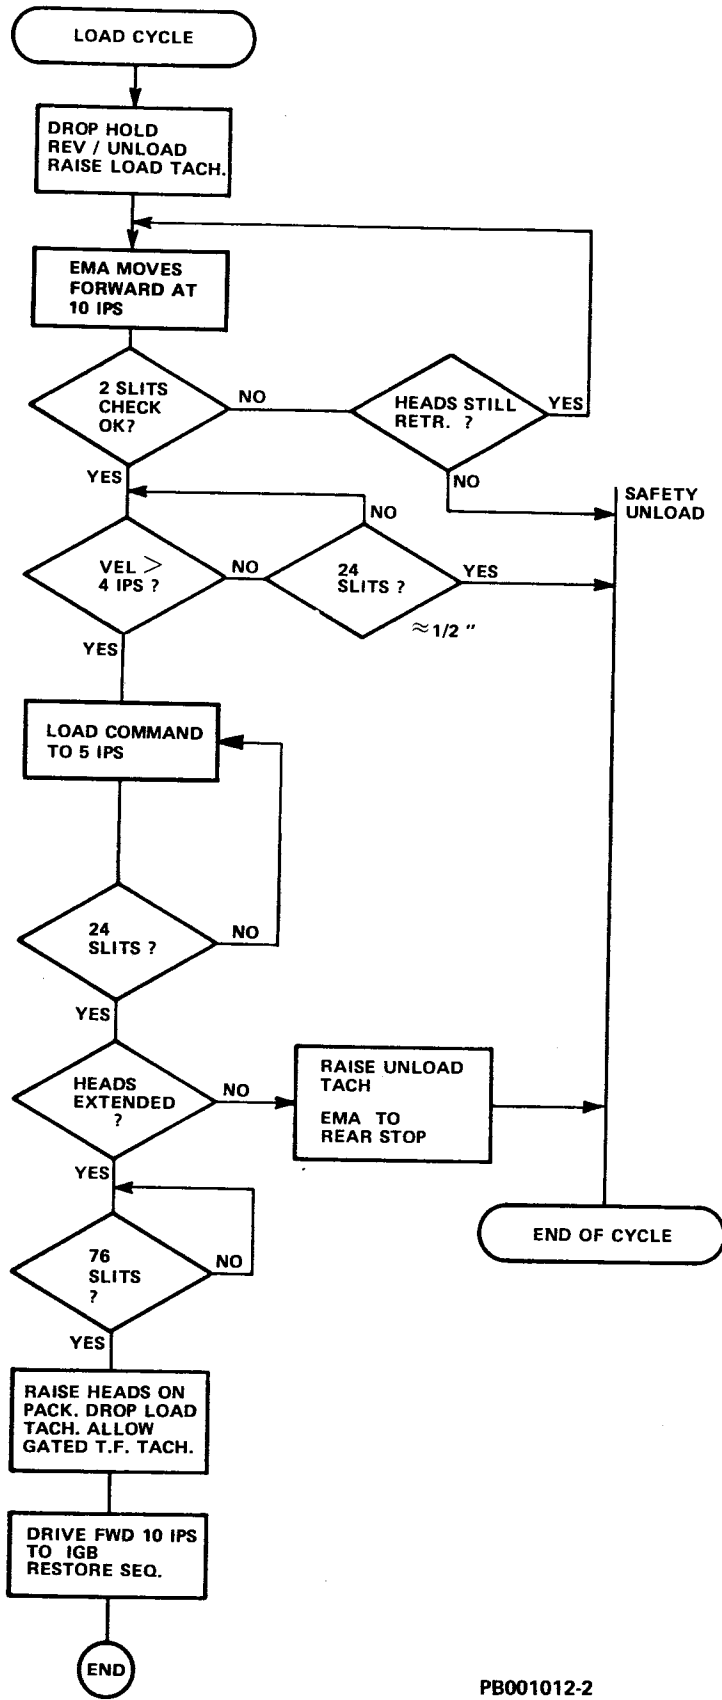 LOAD CYCLE
DROP HOLD
REV / UNLOAD
RAISE LOAD TACH.
EMA MOVES
FORWARD AT
10 IPS
2 SLITS
CHECK
OK?
NO
HEADS STILL
RETR. ?
YES
YES
NO
SAFETY
UNLOAD
NO
VEL >
4 IPS ?
NO
24
SLITS ?
YES
≈ 1/2 "
YES
LOAD COMMAND
TO 5 IPS
24
SLITS ?
NO
YES
HEADS
EXTENDED
?
NO
RAISE UNLOAD
TACH
EMA TO
REAR STOP
YES
END OF CYCLE
76
SLITS
?
NO
YES
RAISE HEADS ON
PACK. DROP LOAD
TACH. ALLOW
GATED T.F. TACH.
DRIVE FWD 10 IPS
TO IGB
RESTORE SEQ.
END
PB001012-2